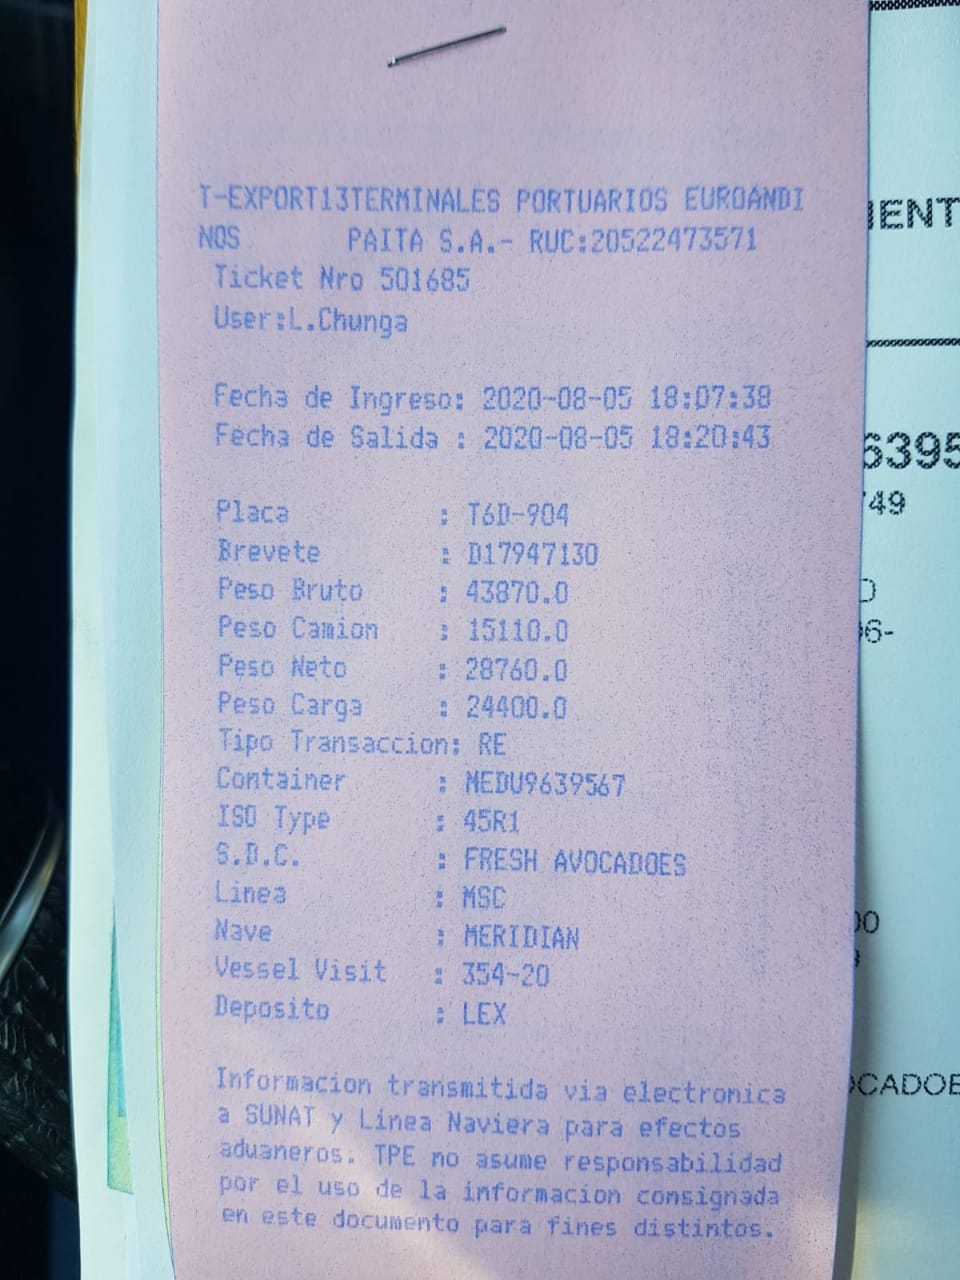 T-EXPORT13TERMINALES PORTUARIOS EUROANDI
NOS PAITA S.A.- RUC:20522473571
Ticket Nro 501685
User:L.Chunga
Fecha de Ingreso: 2020-08-05 18:07:38
Fecha de Salida : 2020-08-05 18:20:43
Placa : T6D-904
Brevete : D17947130
Peso Bruto : 43870.0
Peso Camion : 15110.0
Peso Neto : 28760.0
Peso Carga : 24400.0
Tipo Transaccion: RE
Container : MEDU9639567
ISO Type : 45R1
S.D.C. : FRESH AVOCADOES
Linea : MSC
Nave : MERIDIAN
Vessel Visit : 354-20
Deposito : LEX
Informacion transmitida via electronica
a SUNAT y Linea Naviera para efectos
aduaneros. TPE no asume responsabilidad
por el uso de la informacion consignada
en este documento para fines distintos.
IENT
6395
49
6-
00
OCADOE